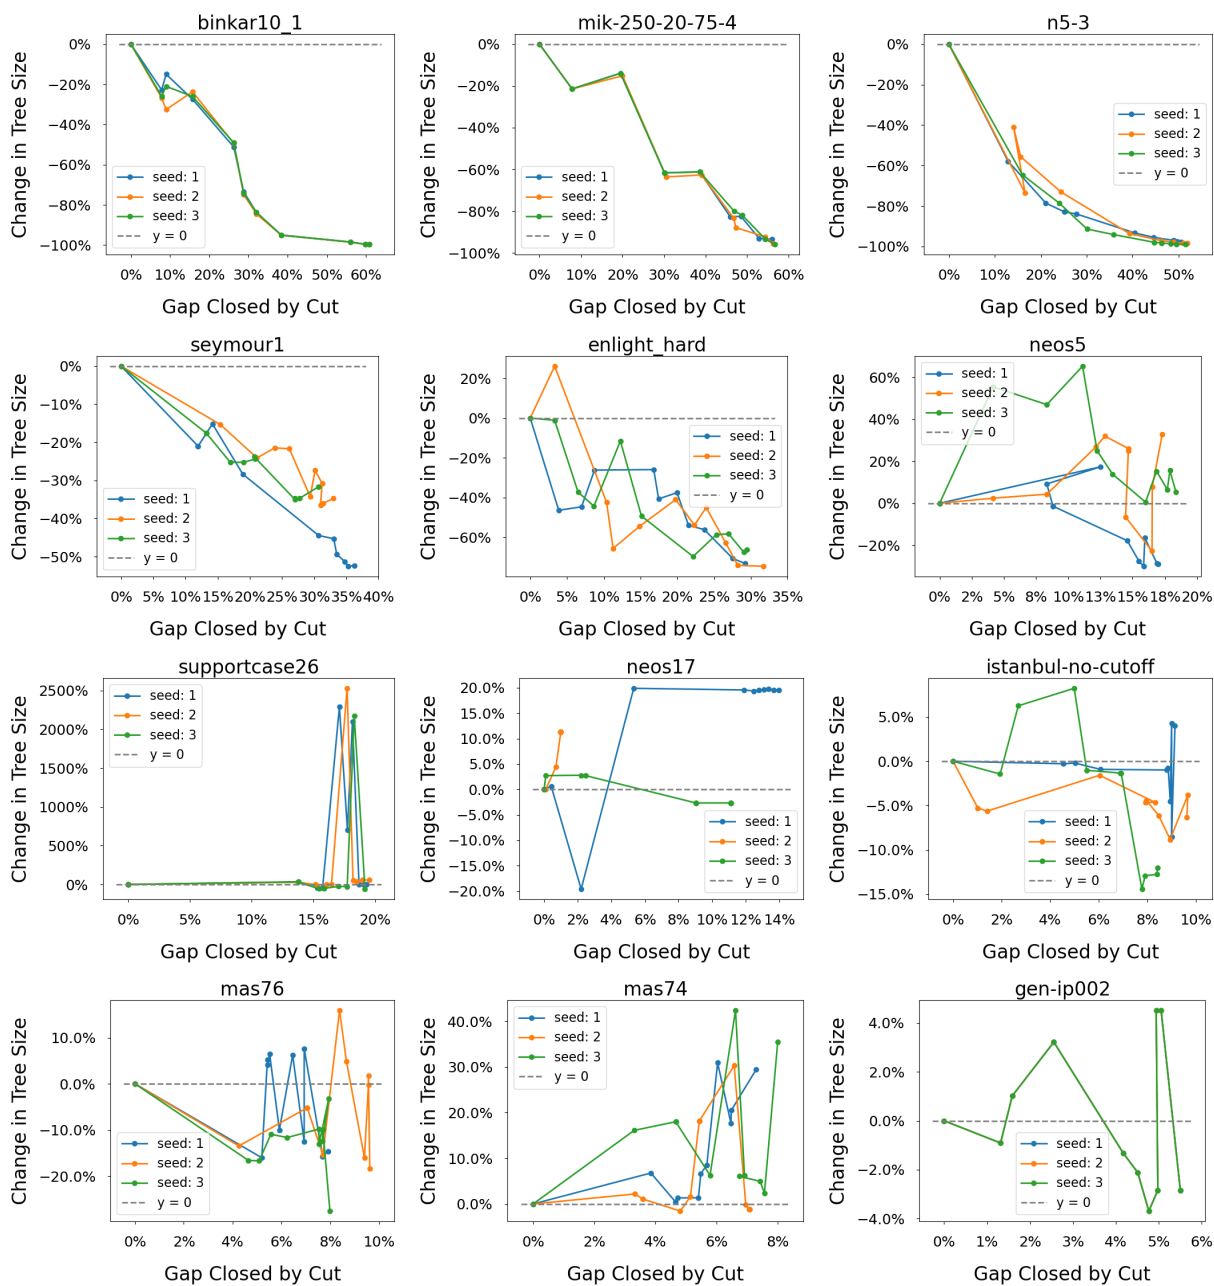 binkar10_1
Change in Tree Size
0%
−20%
−40%
−60%
−80%
−100%
seed: 1
seed: 2
seed: 3
y = 0
0% 10% 20% 30% 40% 50% 60%
Gap Closed by Cut
mik-250-20-75-4
Change in Tree Size
0%
−20%
−40%
−60%
−80%
−100%
seed: 1
seed: 2
seed: 3
y = 0
0% 10% 20% 30% 40% 50% 60%
Gap Closed by Cut
n5-3
Change in Tree Size
0%
−20%
−40%
−60%
−80%
−100%
seed: 1
seed: 2
seed: 3
y = 0
0% 10% 20% 30% 40% 50%
Gap Closed by Cut
seymour1
Change in Tree Size
0%
−10%
−20%
−30%
−40%
−50%
seed: 1
seed: 2
seed: 3
y = 0
0% 5% 10% 15% 20% 25% 30% 35% 40%
Gap Closed by Cut
enlight_hard
Change in Tree Size
20%
0%
−20%
−40%
−60%
seed: 1
seed: 2
seed: 3
y = 0
0% 5% 10% 15% 20% 25% 30% 35%
Gap Closed by Cut
neos5
Change in Tree Size
60%
40%
20%
0%
−20%
seed: 1
seed: 2
seed: 3
y = 0
0% 2% 5% 8% 10% 13% 15% 18% 20%
Gap Closed by Cut
supportcase26
Change in Tree Size
2500%
2000%
1500%
1000%
500%
0%
seed: 1
seed: 2
seed: 3
y = 0
0% 5% 10% 15% 20%
Gap Closed by Cut
neos17
Change in Tree Size
20.0%
15.0%
10.0%
5.0%
0.0%
−5.0%
−10.0%
−15.0%
−20.0%
seed: 1
seed: 2
seed: 3
y = 0
0% 2% 4% 6% 8% 10% 12% 14%
Gap Closed by Cut
istanbul-no-cutoff
Change in Tree Size
5.0%
0.0%
−5.0%
−10.0%
−15.0%
seed: 1
seed: 2
seed: 3
y = 0
0% 2% 4% 6% 8% 10%
Gap Closed by Cut
mas76
Change in Tree Size
10.0%
0.0%
−10.0%
−20.0%
seed: 1
seed: 2
seed: 3
y = 0
0% 2% 4% 6% 8% 10%
Gap Closed by Cut
mas74
Change in Tree Size
40.0%
30.0%
20.0%
10.0%
0.0%
seed: 1
seed: 2
seed: 3
y = 0
0% 2% 4% 6% 8%
Gap Closed by Cut
gen-ip002
Change in Tree Size
4.0%
2.0%
0.0%
−2.0%
−4.0%
seed: 1
seed: 2
seed: 3
y = 0
0% 1% 2% 3% 4% 5% 6%
Gap Closed by Cut